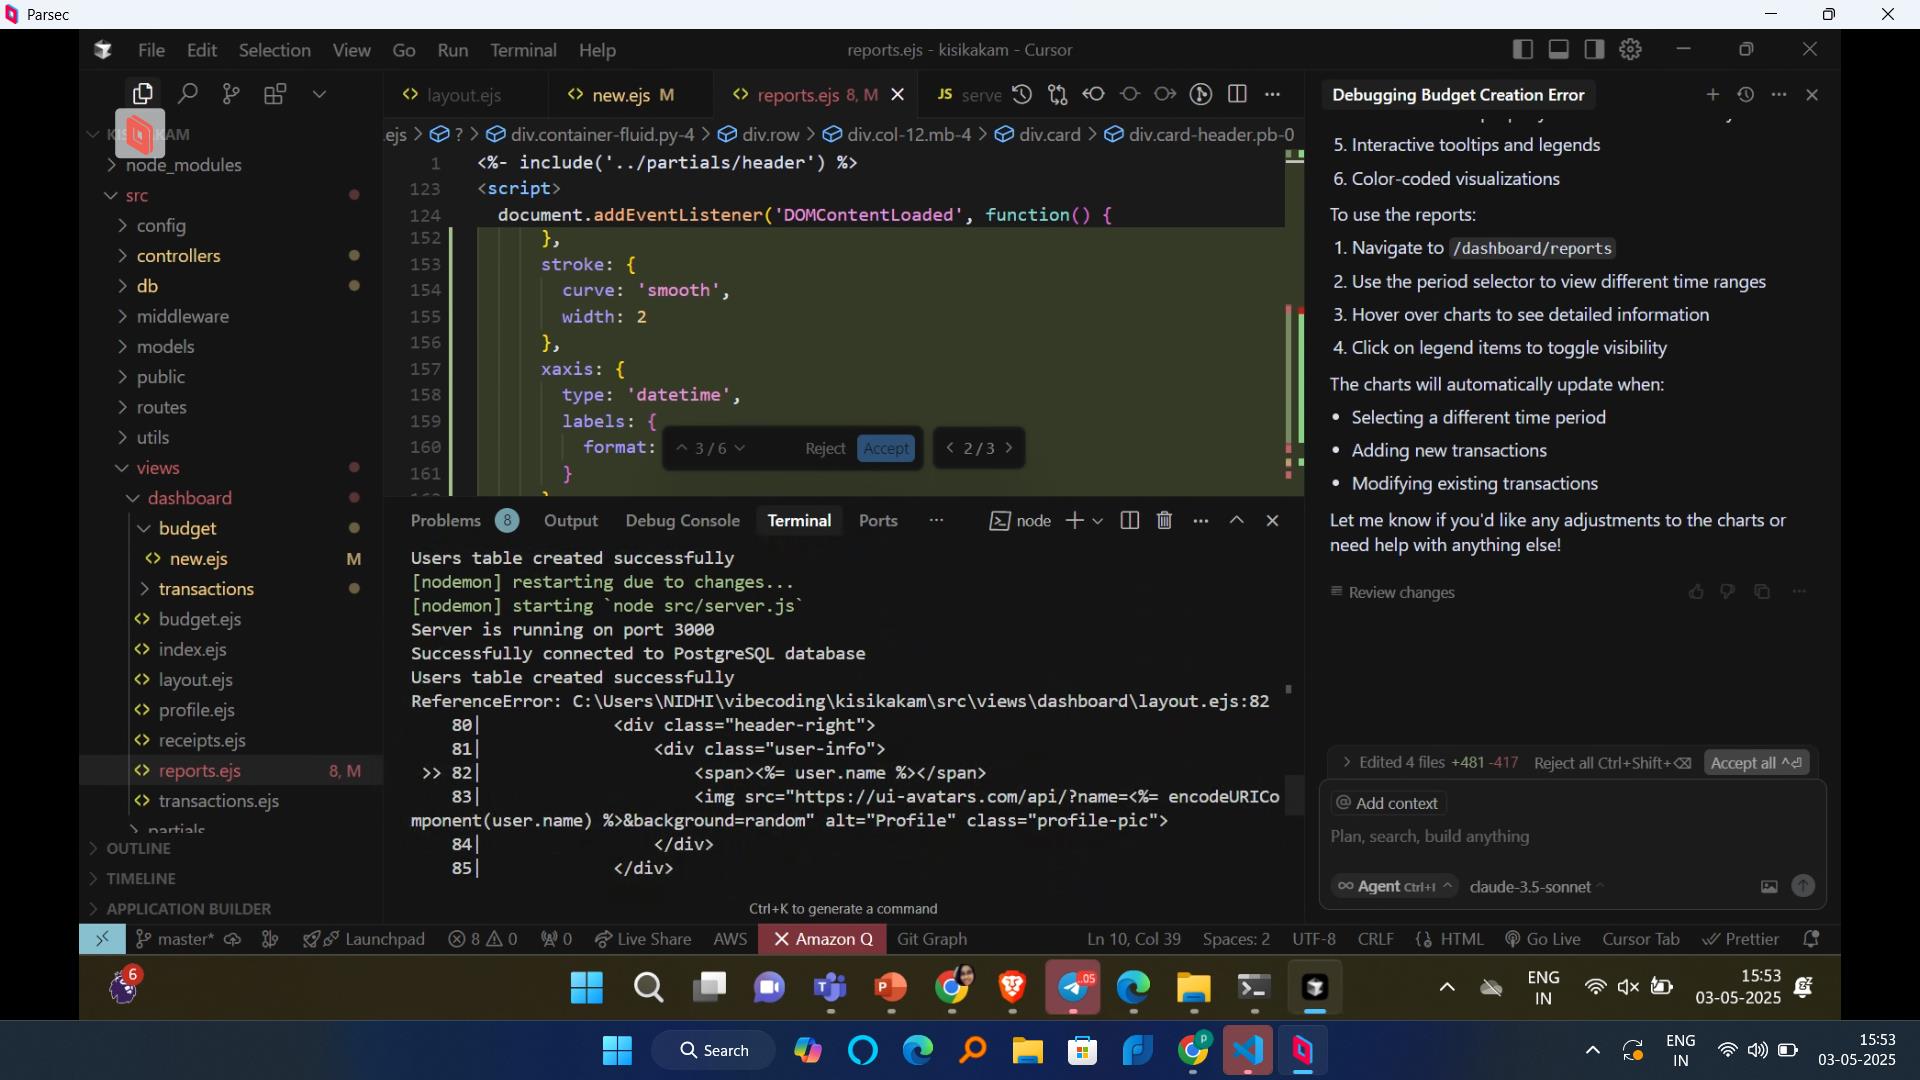 Parsec
File Edit Selection View Go Run Terminal Help
reports.ejs - kisikakam - Cursor
layout.ejs
new.ejs M
reports.ejs 8, M
JS serve
Debugging Budget Creation Error
.ejs > ? > div.container-fluid.py-4 > div.row > div.col-12.mb-4 > div.card > div.card-header.pb-0
node_modules
src
config
controllers
db
middleware
models
public
routes
utils
views
dashboard
budget
new.ejs M
transactions
budget.ejs
index.ejs
layout.ejs
profile.ejs
receipts.ejs
reports.ejs 8, M
transactions.ejs
partials
OUTLINE
TIMELINE
APPLICATION BUILDER
1 <%- include('../partials/header') %>
123 <script>
124 document.addEventListener('DOMContentLoaded', function() {
152 },
153 stroke: {
154 curve: 'smooth',
155 width: 2
156 },
157 xaxis: {
158 type: 'datetime',
159 labels: {
160 format:
161 }
3 / 6 Reject Accept
2 / 3
Problems 8 Output Debug Console Terminal Ports
node
Users table created successfully
[nodemon] restarting due to changes...
[nodemon] starting `node src/server.js`
Server is running on port 3000
Successfully connected to PostgreSQL database
Users table created successfully
ReferenceError: C:\Users\NIDHI\vibecoding\kisikakam\src\views\dashboard\layout.ejs:82
80| <div class="header-right">
81| <div class="user-info">
>> 82| <span><%= user.name %></span>
83| <img src="https://ui-avatars.com/api/?name=<%= encodeURICo
mponent(user.name) %>&background=random" alt="Profile" class="profile-pic">
84| </div>
85| </div>
Ctrl+K to generate a command
5. Interactive tooltips and legends
6. Color-coded visualizations
To use the reports:
1. Navigate to /dashboard/reports
2. Use the period selector to view different time ranges
3. Hover over charts to see detailed information
4. Click on legend items to toggle visibility
The charts will automatically update when:
• Selecting a different time period
• Adding new transactions
• Modifying existing transactions
Let me know if you'd like any adjustments to the charts or
need help with anything else!
Review changes
Edited 4 files +481 -417 Reject all Ctrl+Shift+⌫ Accept all ^⏎
@ Add context
Plan, search, build anything
∞ Agent Ctrl+I claude-3.5-sonnet
master* Launchpad 8 0 0 Live Share AWS Amazon Q Git Graph
Ln 10, Col 39 Spaces: 2 UTF-8 CRLF HTML Go Live Cursor Tab Prettier
6
.05
ENG
IN
15:53
03-05-2025
Search
P
ENG
IN
15:53
03-05-2025